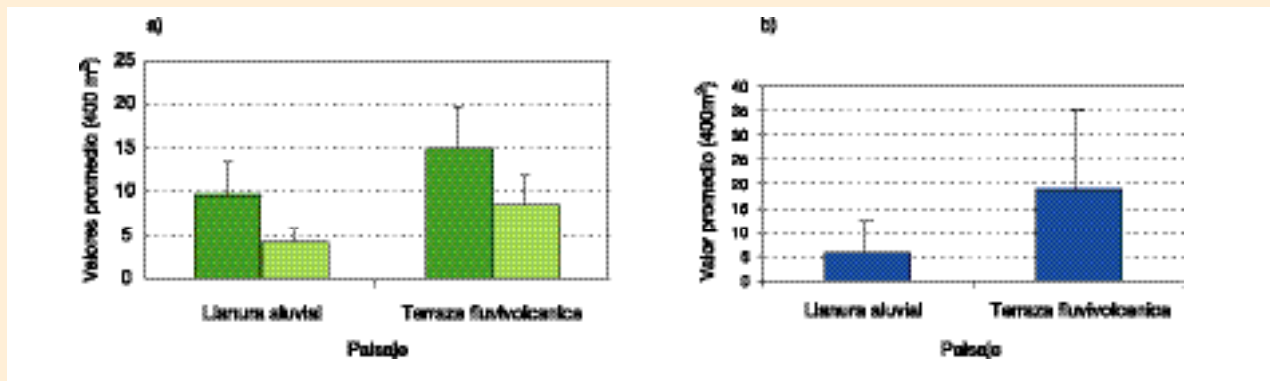 a)
Valores promedio (400 m²)
25
20
15
10
5
0
Llanura aluvial
Terraza fluvivolcanica
Paisaje
b)
Valor promedio (400m²)
40
35
30
25
20
15
10
5
0
Llanura aluvial
Terraza fluvivolcanica
Paisaje